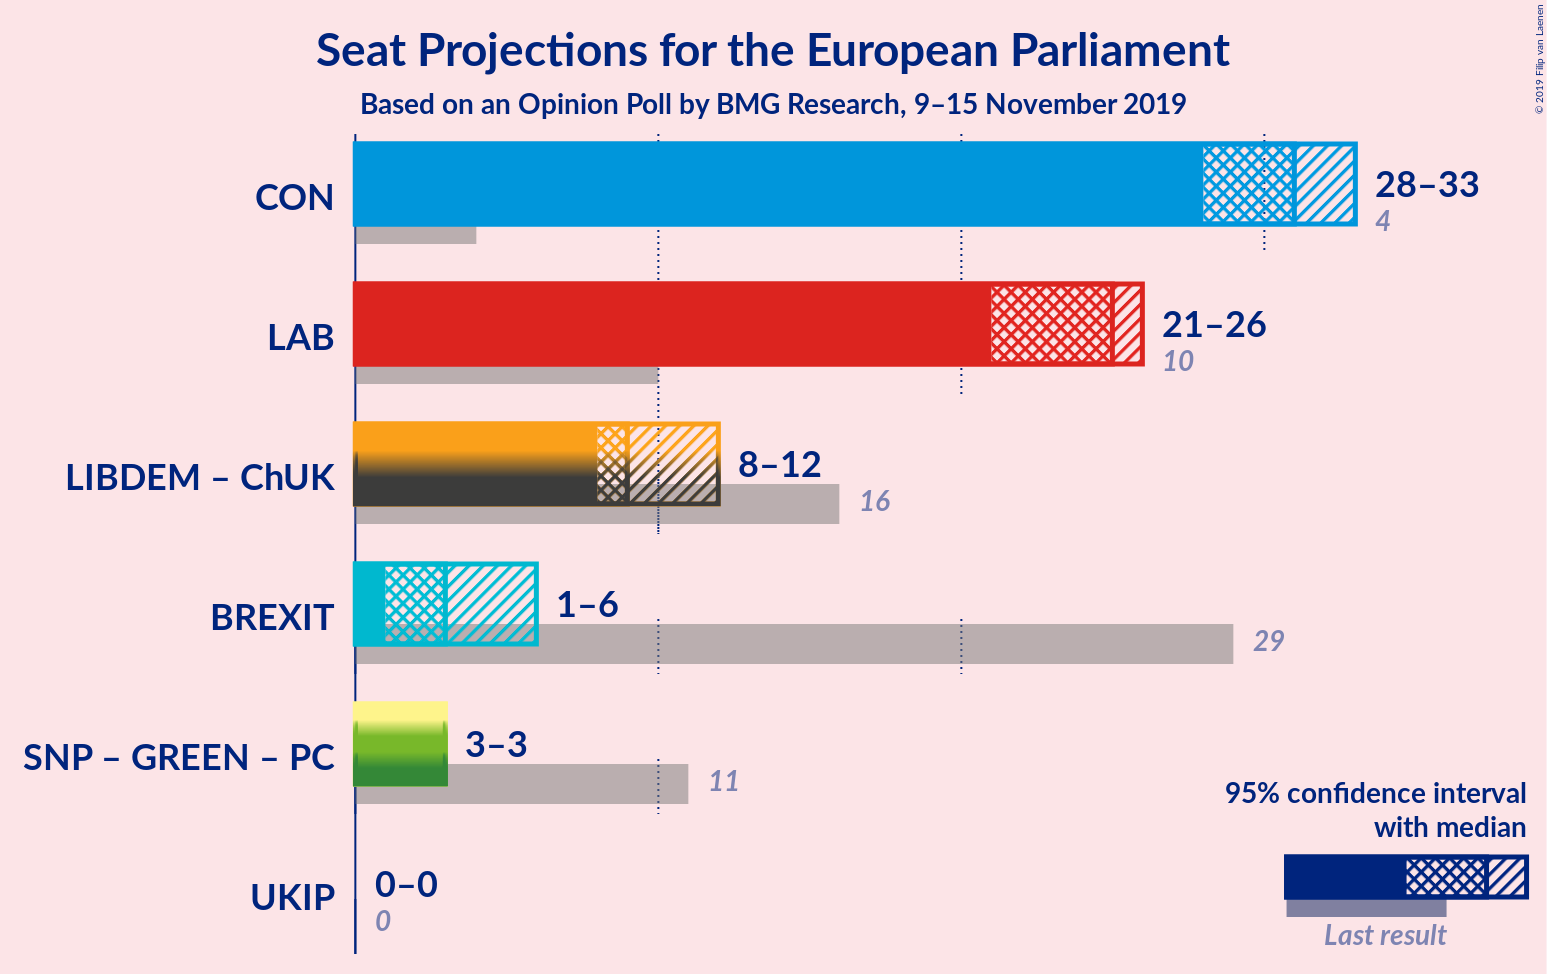 Seat Projections for the European Parliament
Based on an Opinion Poll by BMG Research, 9–15 November 2019
© 2019 Filip van Laenen
CON
28–33
4
LAB
21–26
10
LIBDEM – ChUK
8–12
16
BREXIT
1–6
29
SNP – GREEN – PC
3–3
11
UKIP
0–0
0
95% confidence interval
with median
Last result